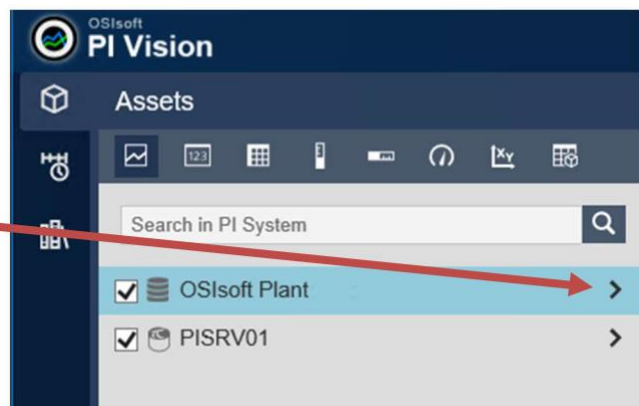 OSIsoft
PI Vision
Assets
123
Search in PI System
OSIsoft Plant
PISRV01